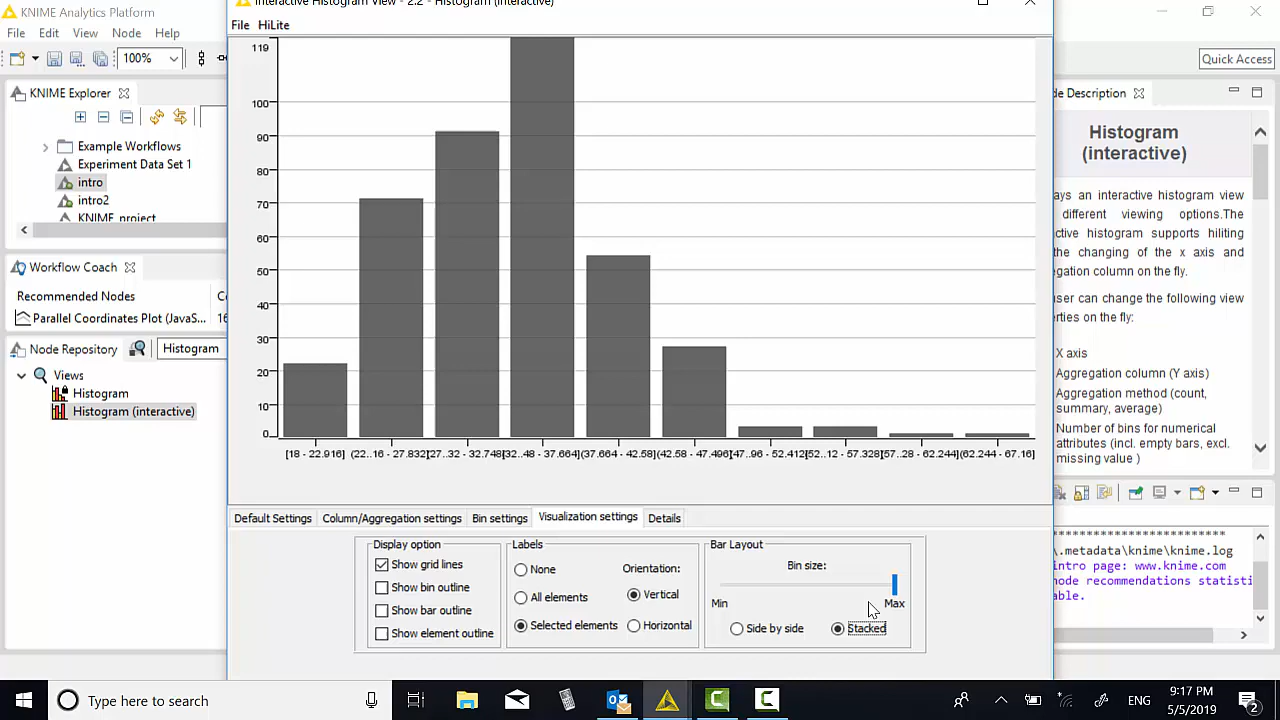 KNIME Analytics Platform
File Edit View Node Help
100%
Quick Access
KNIME Explorer
Example Workflows
Experiment Data Set 1
intro
intro2
KNIME_project
Workflow Coach
Recommended Nodes
Parallel Coordinates Plot (JavaS... 16
Node Repository
Histogram
Views
Histogram
Histogram (interactive)
Interactive Histogram View - 2:2 - Histogram (interactive)
File HiLite
119
100
90
80
70
60
50
40
30
20
10
0
[18 - 22.916] (22..16 - 27.832] (27..32 - 32.748] (32..48 - 37.664] (37.664 - 42.58] (42.58 - 47.496] (47..96 - 52.412] (52..12 - 57.328] (57..28 - 62.244] (62.244 - 67.16]
Default Settings Column/Aggregation settings Bin settings Visualization settings Details
Display option
Show grid lines
Show bin outline
Show bar outline
Show element outline
Labels
None
All elements
Selected elements
Orientation:
Vertical
Horizontal
Bar Layout
Bin size:
Min Max
Side by side Stacked
de Description
Histogram
(interactive)
ays an interactive histogram view
different viewing options.The
ctive histogram supports hiliting
the changing of the x axis and
egation column on the fly.
user can change the following view
erties on the fly:
X axis
Aggregation column (Y axis)
Aggregation method (count,
summary, average)
Number of bins for numerical
attributes (incl. empty bars, excl.
missing value )
***********************
\.metadata\knime\knime.log
intro page: www.knime.com
node recommendations statisti
able.
Type here to search
ENG
9:17 PM
5/5/2019
2